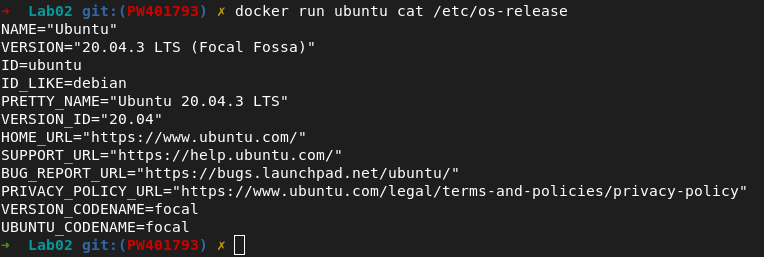 ➜  Lab02 git:(PW401793) ✗ docker run ubuntu cat /etc/os-release
NAME="Ubuntu"
VERSION="20.04.3 LTS (Focal Fossa)"
ID=ubuntu
ID_LIKE=debian
PRETTY_NAME="Ubuntu 20.04.3 LTS"
VERSION_ID="20.04"
HOME_URL="https://www.ubuntu.com/"
SUPPORT_URL="https://help.ubuntu.com/"
BUG_REPORT_URL="https://bugs.launchpad.net/ubuntu/"
PRIVACY_POLICY_URL="https://www.ubuntu.com/legal/terms-and-policies/privacy-policy"
VERSION_CODENAME=focal
UBUNTU_CODENAME=focal
➜  Lab02 git:(PW401793) ✗